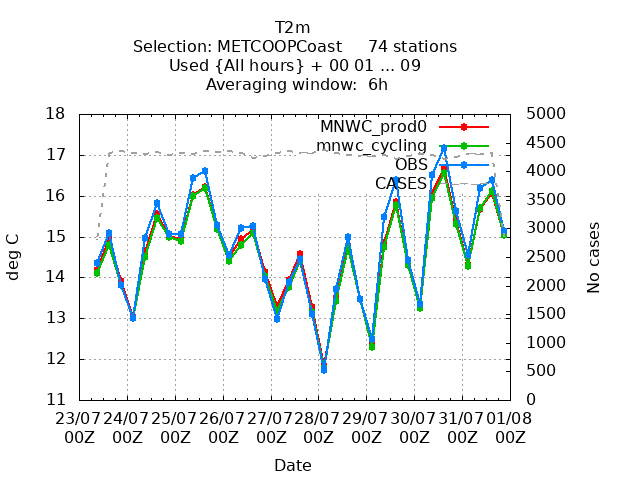 T2m
Selection: METCOOPCoast 74 stations
Used {All hours} + 00 01 ... 09
Averaging window: 6h
18 5000
MNWC_prod0
4500
mnwc_cycling
17
OBS
4000
CASES
16
3500
15
3000
deg C
2500
No cases
14
2000
13
1500
12
1000
500
11 0
23/07 24/07 25/07 26/07 27/07 28/07 29/07 30/07 31/07 01/08
00Z 00Z 00Z 00Z 00Z 00Z 00Z 00Z 00Z 00Z
Date